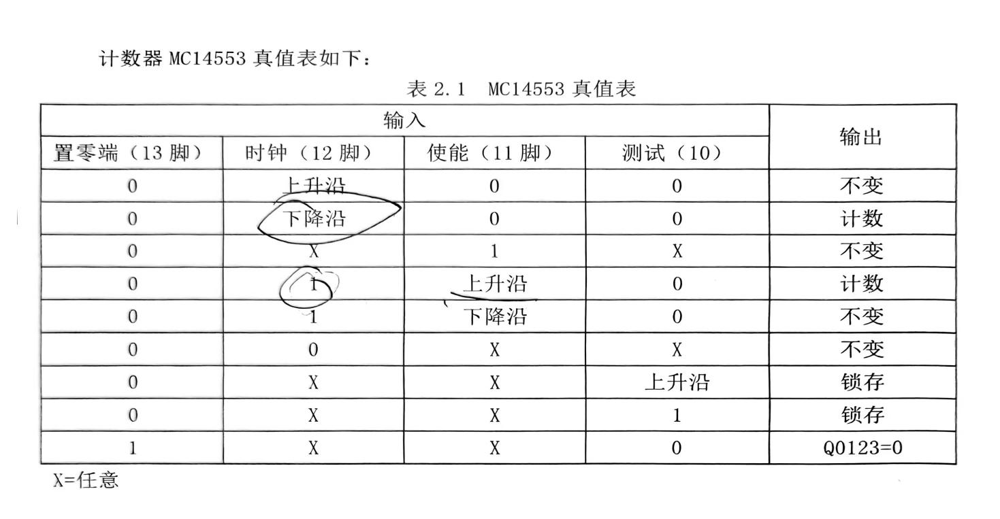 计数器 MC14553 真值表如下：
表 2.1 MC14553 真值表
输入 输出
置零端（13 脚） 时钟（12 脚） 使能（11 脚） 测试（10）
0 上升沿 0 0 不变
0 下降沿 0 0 计数
0 X 1 X 不变
0 1 上升沿 0 计数
0 1 下降沿 0 不变
0 0 X X 不变
0 X X 上升沿 锁存
0 X X 1 锁存
1 X X 0 Q0123=0
X=任意